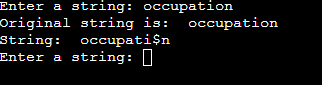 Enter a string: occupation
Original string is:  occupation
String:  occupati$n
Enter a string: